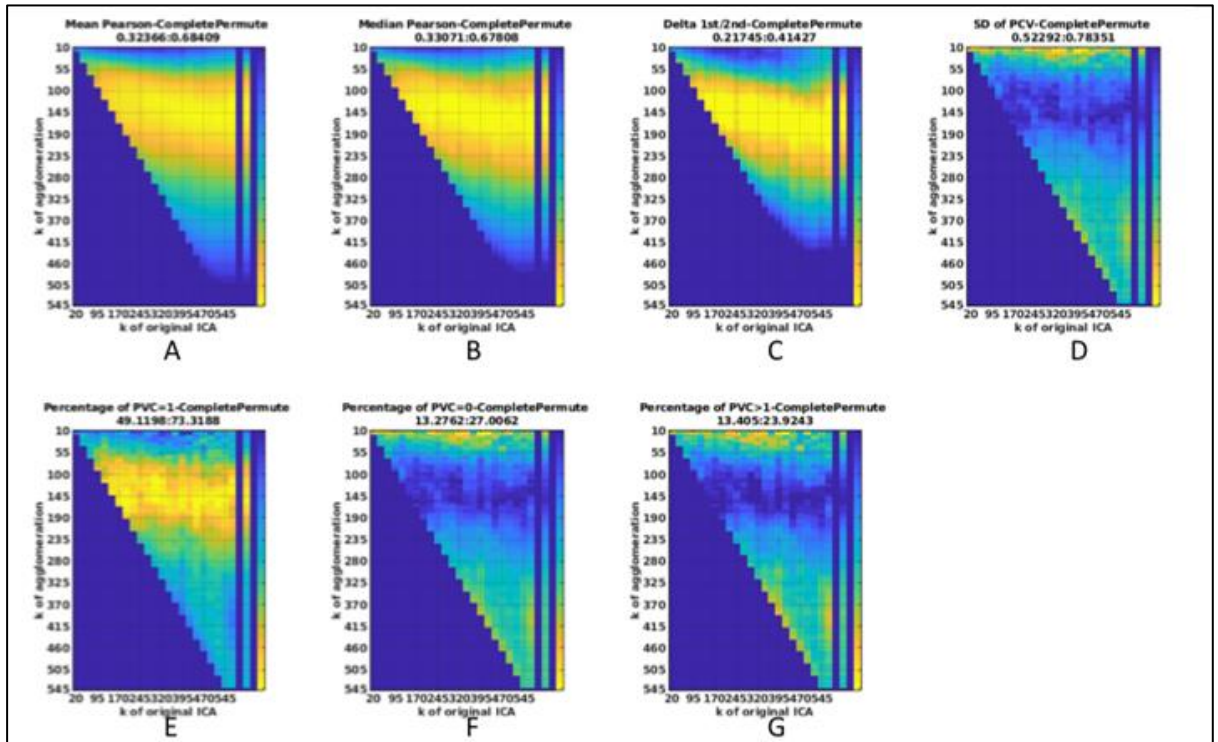 Mean Pearson-CompletePermute
0.32366:0.68409
k of agglomeration
10
55
100
145
190
235
280
325
370
415
460
505
545
20 95 170245320395470545
k of original ICA
A
Median Pearson-CompletePermute
0.33071:0.67808
k of agglomeration
10
55
100
145
190
235
280
325
370
415
460
505
545
20 95 170245320395470545
k of original ICA
B
Delta 1st/2nd-CompletePermute
0.21745:0.41427
k of agglomeration
10
55
100
145
190
235
280
325
370
415
460
505
545
20 95 170245320395470545
k of original ICA
C
SD of PCV-CompletePermute
0.52292:0.78351
k of agglomeration
10
55
100
145
190
235
280
325
370
415
460
505
545
20 95 170245320395470545
k of original ICA
D
Percentage of PVC=1-CompletePermute
49.1198:73.3188
k of agglomeration
10
55
100
145
190
235
280
325
370
415
460
505
545
20 95 170245320395470545
k of original ICA
E
Percentage of PVC=0-CompletePermute
13.2762:27.0062
k of agglomeration
10
55
100
145
190
235
280
325
370
415
460
505
545
20 95 170245320395470545
k of original ICA
F
Percentage of PVC>1-CompletePermute
13.405:23.9243
k of agglomeration
10
55
100
145
190
235
280
325
370
415
460
505
545
20 95 170245320395470545
k of original ICA
G